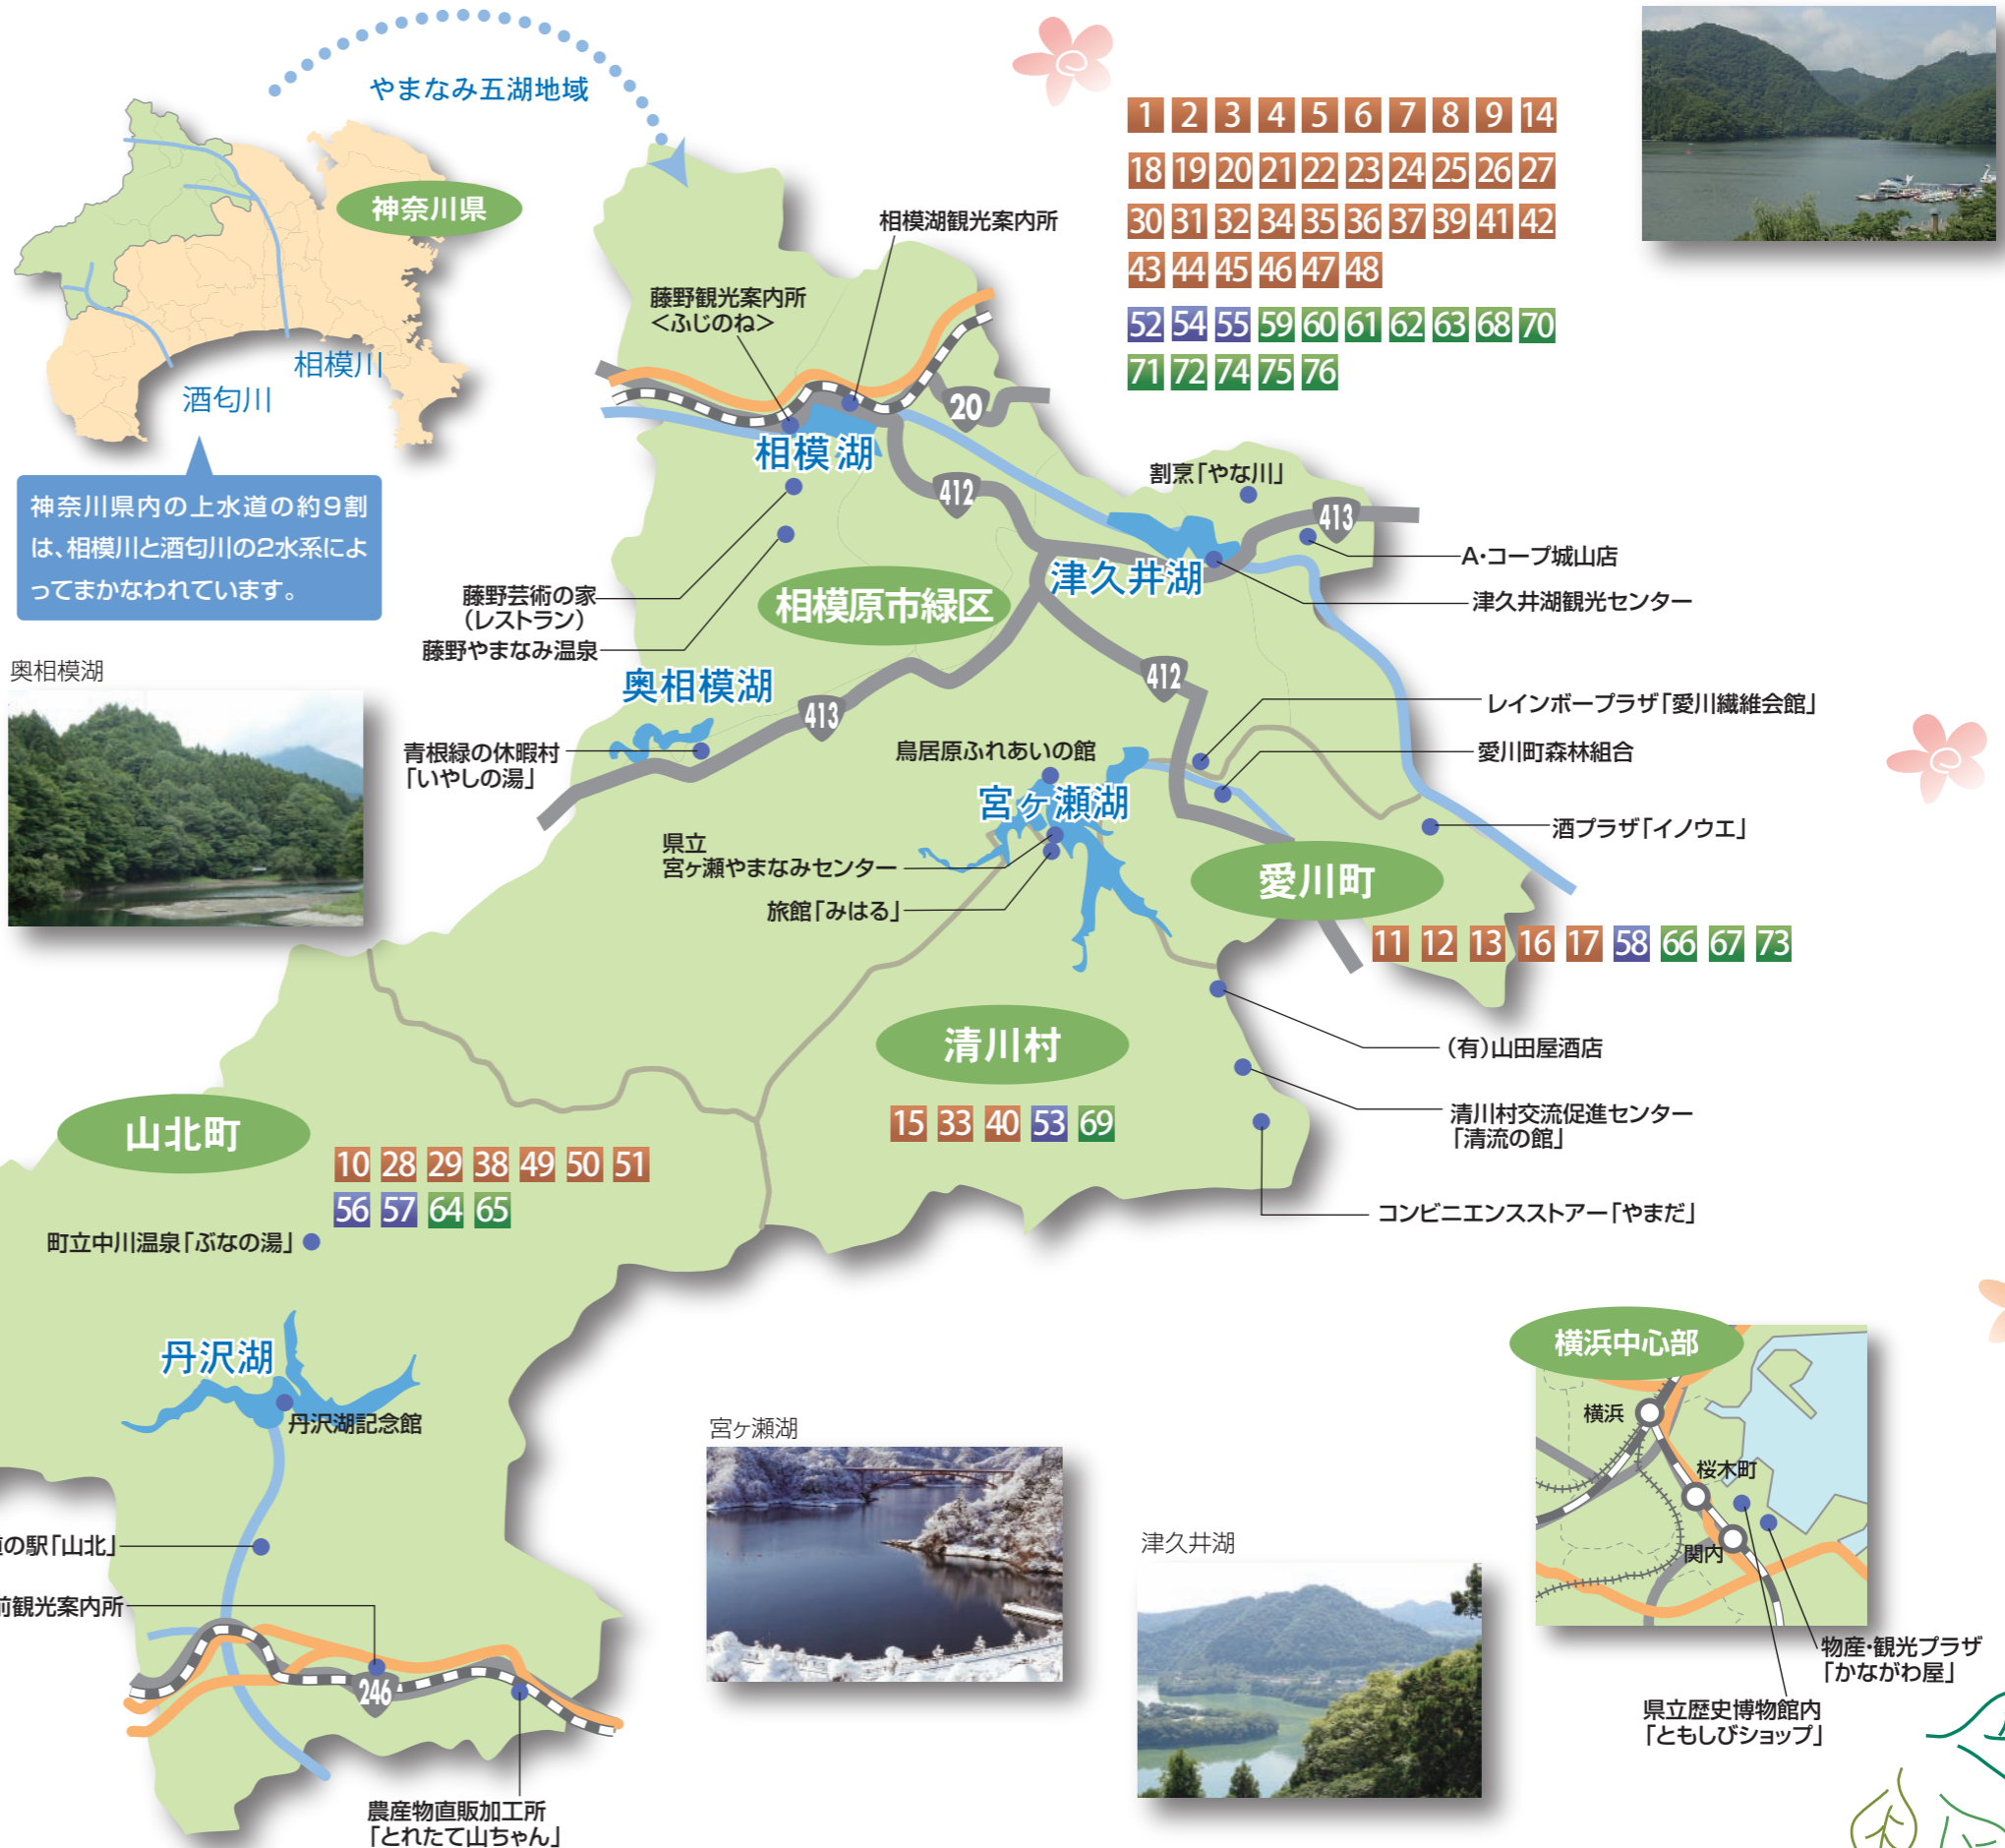 やまなみ五湖地域
神奈川県
相模川
酒匂川
神奈川県内の上水道の約9割
は、相模川と酒匂川の2水系によ
ってまかなわれています。
1 2 3 4 5 6 7 8 9 14
18 19 20 21 22 23 24 25 26 27
30 31 32 34 35 36 37 39 41 42
43 44 45 46 47 48
52 54 55 59 60 61 62 63 68 70
71 72 74 75 76
相模湖観光案内所
藤野観光案内所
<ふじのね>
20
相模湖
412
割烹「やな川」
413
A・コープ城山店
津久井湖
津久井湖観光センター
藤野芸術の家
(レストラン)
藤野やまなみ温泉
相模原市緑区
奥相模湖
奥相模湖
413
412
青根緑の休暇村
「いやしの湯」
レインボープラザ「愛川繊維会館」
愛川町森林組合
鳥居原ふれあいの館
宮ヶ瀬湖
酒プラザ「イノウエ」
県立
宮ヶ瀬やまなみセンター
旅館「みはる」
愛川町
11 12 13 16 17 58 66 67 73
清川村
15 33 40 53 69
(有)山田屋酒店
清川村交流促進センター
「清流の館」
コンビニエンスストアー「やまだ」
山北町
10 28 29 38 49 50 51
56 57 64 65
町立中川温泉「ぶなの湯」
丹沢湖
丹沢湖記念館
の駅「山北」
前観光案内所
246
農産物直販加工所
「とれたて山ちゃん」
宮ヶ瀬湖
津久井湖
横浜中心部
横浜
桜木町
関内
物産・観光プラザ
「かながわ屋」
県立歴史博物館内
「ともしびショップ」